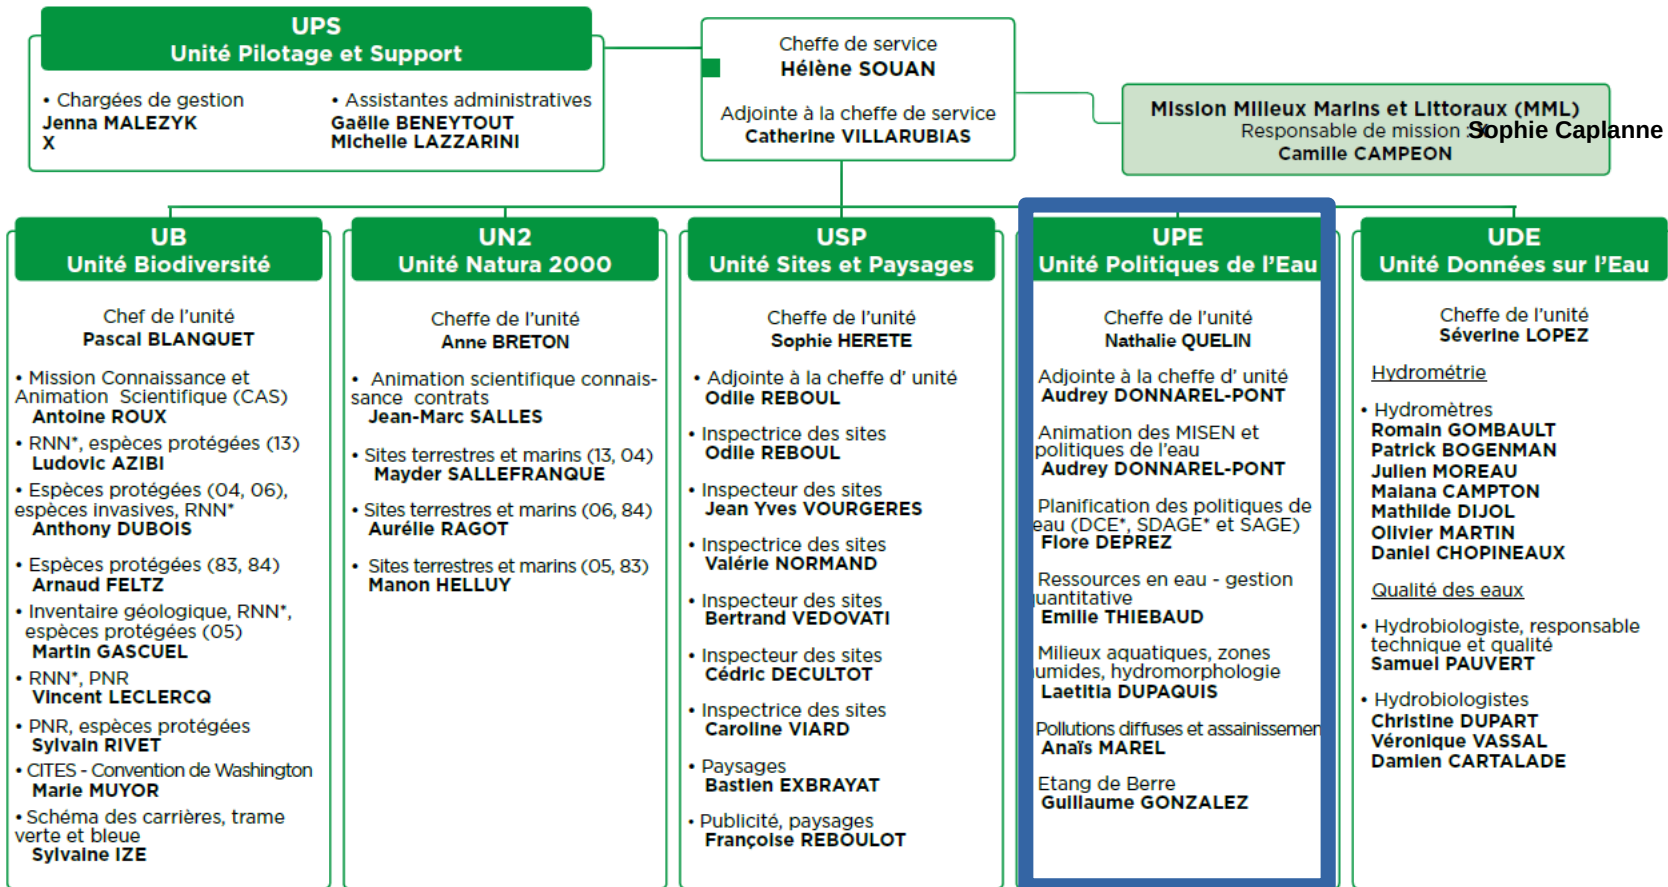 UPS
Unité Pilotage et Support
• Chargées de gestion
Jenna MALEZYK
X
• Assistantes administratives
Gaëlle BENEYTOUT
Michelle LAZZARINI
Cheffe de service
Hélène SOUAN
Adjointe à la cheffe de service
Catherine VILLARUBIAS
Mission Milieux Marins et Littoraux (MML)
Responsable de mission : Sophie Caplanne
Camille CAMPEON
UB
Unité Biodiversité
Chef de l'unité
Pascal BLANQUET
• Mission Connaissance et
Animation Scientifique (CAS)
Antoine ROUX
• RNN*, espèces protégées (13)
Ludovic AZIBI
• Espèces protégées (04, 06),
espèces invasives, RNN*
Anthony DUBOIS
• Espèces protégées (83, 84)
Arnaud FELTZ
• Inventaire géologique, RNN*,
espèces protégées (05)
Martin GASCUEL
• RNN*, PNR
Vincent LECLERCQ
• PNR, espèces protégées
Sylvain RIVET
• CITES - Convention de Washington
Marie MUYOR
• Schéma des carrières, trame
verte et bleue
Sylvaine IZE
UN2
Unité Natura 2000
Cheffe de l'unité
Anne BRETON
• Animation scientifique connais-
sance contrats
Jean-Marc SALLES
• Sites terrestres et marins (13, 04)
Mayder SALLEFRANQUE
• Sites terrestres et marins (06, 84)
Aurélie RAGOT
• Sites terrestres et marins (05, 83)
Manon HELLUY
USP
Unité Sites et Paysages
Cheffe de l'unité
Sophie HERETE
• Adjointe à la cheffe d' unité
Odile REBOUL
• Inspectrice des sites
Odile REBOUL
• Inspecteur des sites
Jean Yves VOURGERES
• Inspectrice des sites
Valérie NORMAND
• Inspecteur des sites
Bertrand VEDOVATI
• Inspecteur des sites
Cédric DECULTOT
• Inspectrice des sites
Caroline VIARD
• Paysages
Bastien EXBRAYAT
• Publicité, paysages
Françoise REBOULOT
UPE
Unité Politiques de l'Eau
Cheffe de l'unité
Nathalie QUELIN
Adjointe à la cheffe d' unité
Audrey DONNAREL-PONT
Animation des MISEN et
politiques de l'eau
Audrey DONNAREL-PONT
Planification des politiques de
eau (DCE*, SDAGE* et SAGE)
Flore DEPREZ
Ressources en eau - gestion
uantitative
Emilie THIEBAUD
Milieux aquatiques, zones
umides, hydromorphologie
Laetitia DUPAQUIS
Pollutions diffuses et assainissemen
Anaïs MAREL
Etang de Berre
Guillaume GONZALEZ
UDE
Unité Données sur l'Eau
Cheffe de l'unité
Séverine LOPEZ
Hydrométrie
• Hydromètres
Romain GOMBAULT
Patrick BOGENMAN
Julien MOREAU
Maiana CAMPTON
Mathilde DIJOL
Olivier MARTIN
Daniel CHOPINEAUX
Qualité des eaux
• Hydrobiologiste, responsable
technique et qualité
Samuel PAUVERT
• Hydrobiologistes
Christine DUPART
Véronique VASSAL
Damien CARTALADE